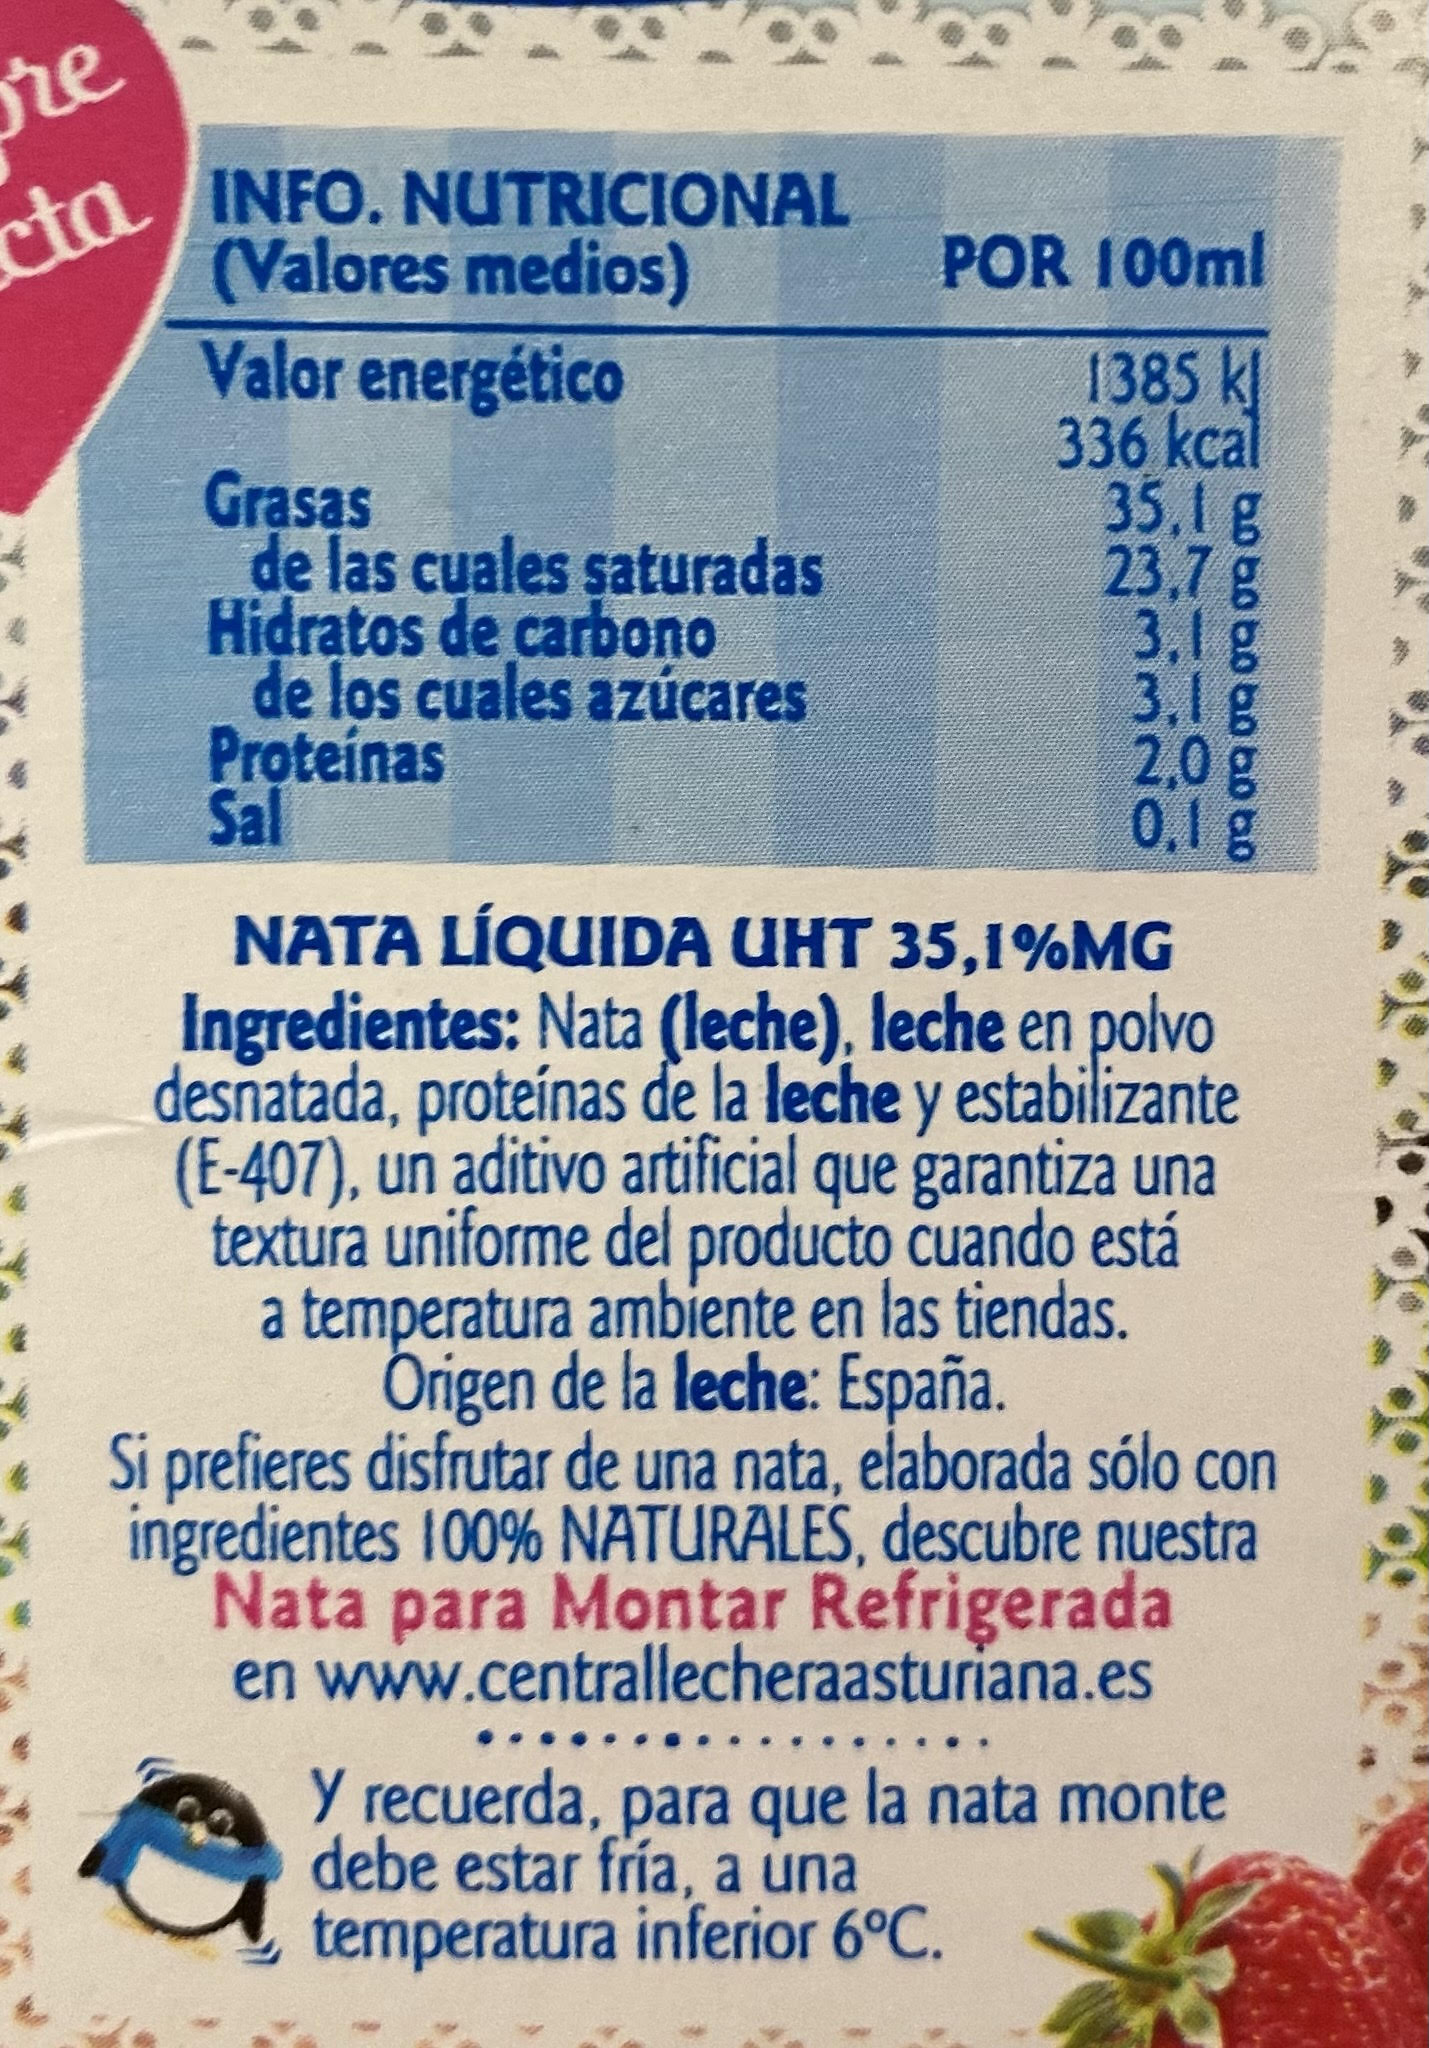 INFO. NUTRICIONAL
(Valores medios) POR 100ml
Valor energético 1385 kJ
336 kcal
Grasas 35,1 g
de las cuales saturadas 23,7 g
Hidratos de carbono 3,1 g
de los cuales azúcares 3,1 g
Proteínas 2,0 g
Sal 0,1 g
NATA LÍQUIDA UHT 35,1%MG
Ingredientes: Nata (leche), leche en polvo
desnatada, proteínas de la leche y estabilizante
(E-407), un aditivo artificial que garantiza una
textura uniforme del producto cuando está
a temperatura ambiente en las tiendas.
Origen de la leche: España.
Si prefieres disfrutar de una nata, elaborada sólo con
ingredientes 100% NATURALES, descubre nuestra
Nata para Montar Refrigerada
en www.centrallecheraasturiana.es
Y recuerda, para que la nata monte
debe estar fría, a una
temperatura inferior 6°C.